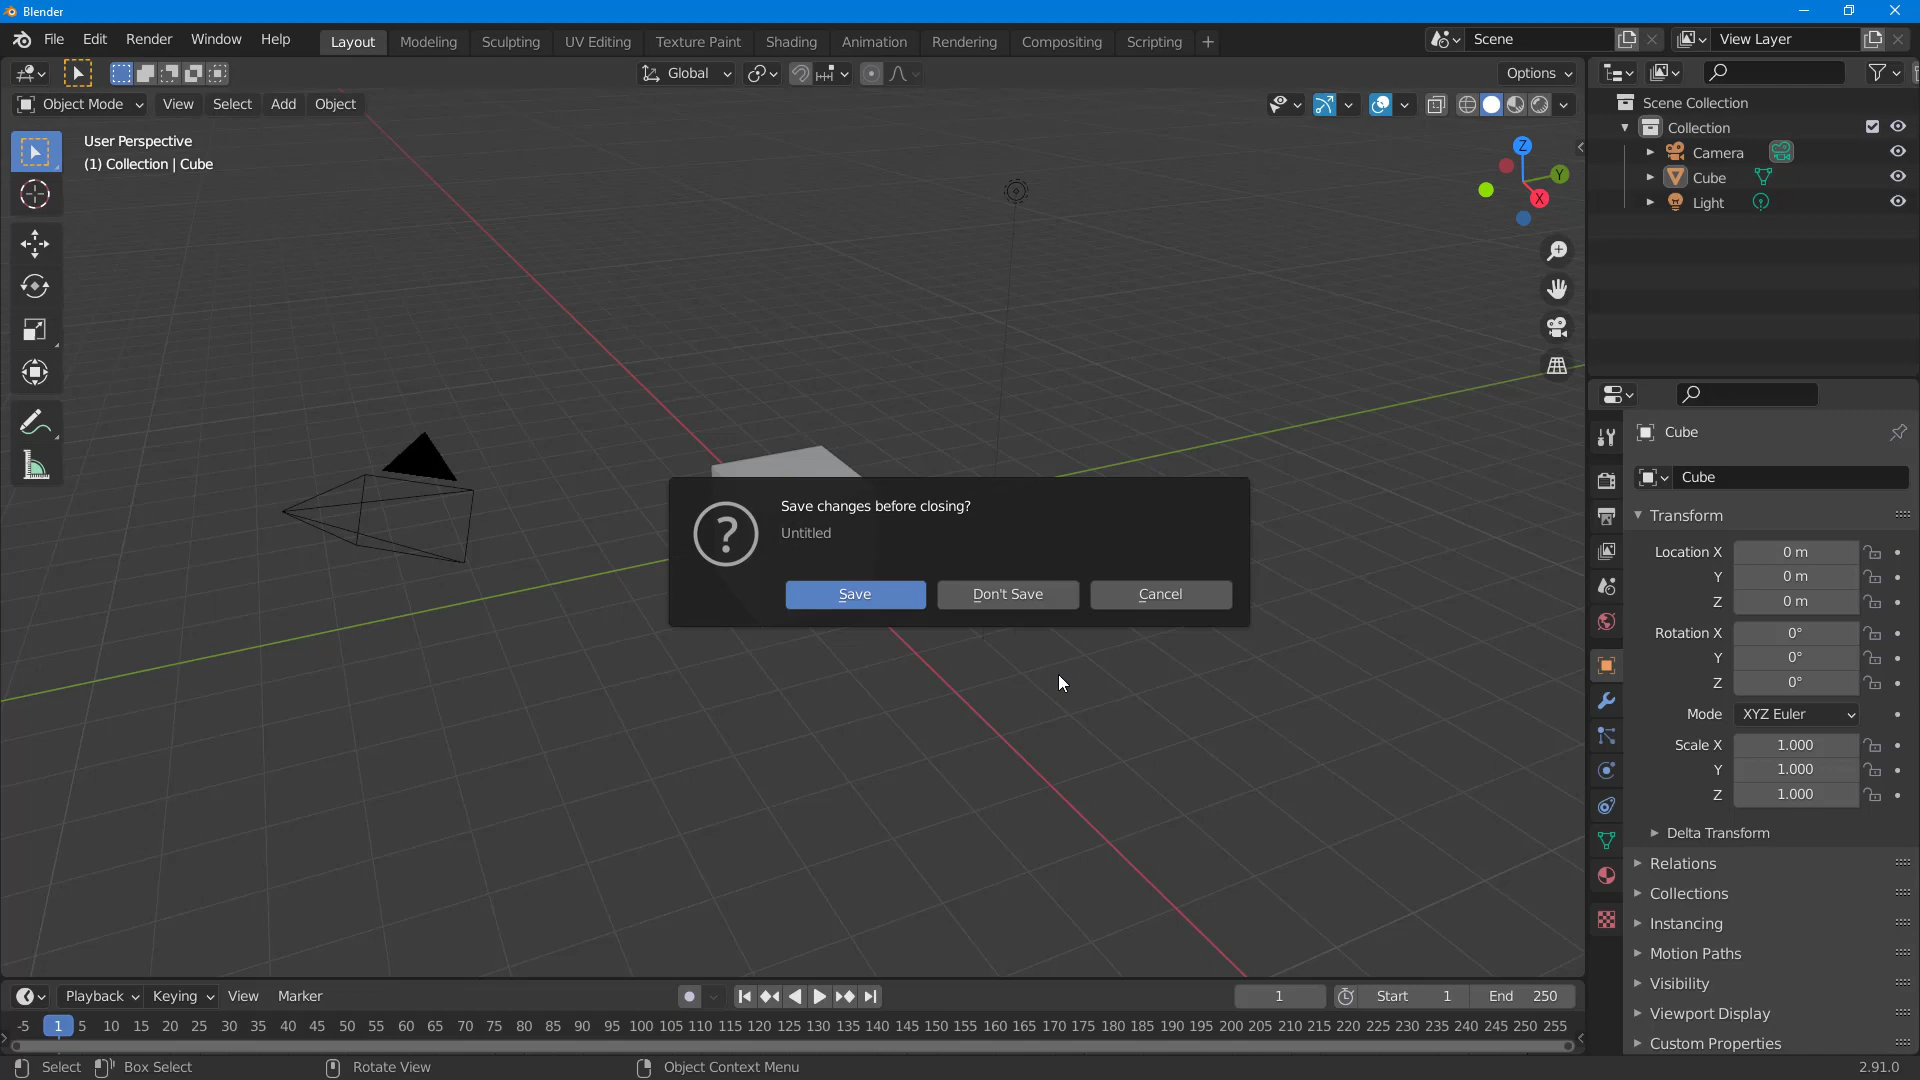 Blender
File Edit Render Window Help
Layout Modeling Sculpting UV Editing Texture Paint Shading Animation Rendering Compositing Scripting +
Scene
View Layer
Global
Options
Object Mode View Select Add Object
User Perspective
(1) Collection | Cube
Z
Y
X
Scene Collection
Collection
Camera
Cube
Light
Save changes before closing?
Untitled
Save Don't Save Cancel
Cube
Cube
Transform
Location X 0 m
Y 0 m
Z 0 m
Rotation X 0°
Y 0°
Z 0°
Mode XYZ Euler
Scale X 1.000
Y 1.000
Z 1.000
Delta Transform
Relations
Collections
Instancing
Motion Paths
Visibility
Viewport Display
Custom Properties
Playback Keying View Marker
1 Start 1 End 250
-5 1 5 10 15 20 25 30 35 40 45 50 55 60 65 70 75 80 85 90 95 100 105 110 115 120 125 130 135 140 145 150 155 160 165 170 175 180 185 190 195 200 205 210 215 220 225 230 235 240 245 250 255
Select Box Select Rotate View Object Context Menu 2.91.0